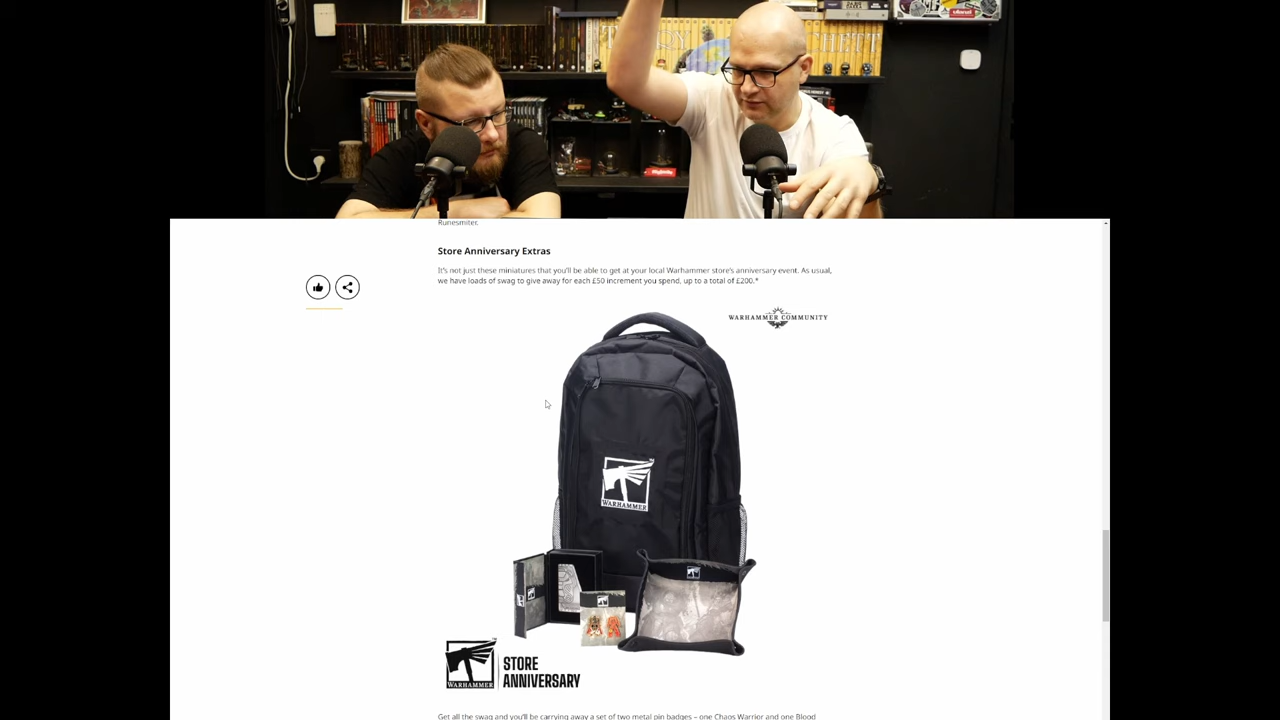 Runesmiter.
Store Anniversary Extras
It's not just these miniatures that you'll be able to get at your local Warhammer store's anniversary event. As usual,
we have loads of swag to give away for each £50 increment you spend, up to a total of £200.*
WARHAMMER COMMUNITY
WARHAMMER
WARHAMMER
STORE
ANNIVERSARY
Get all the swag and you'll be carrying away a set of two metal pin badges – one Chaos Warrior and one Blood